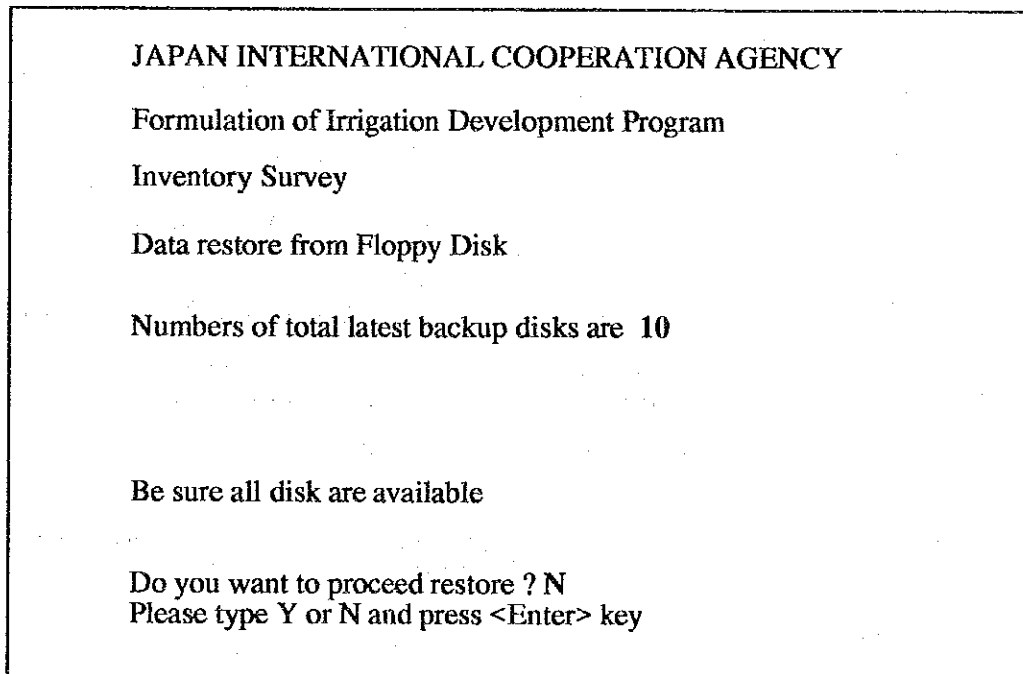 JAPAN INTERNATIONAL COOPERATION AGENCY
Formulation of Irrigation Development Program
Inventory Survey
Data restore from Floppy Disk
Numbers of total latest backup disks are 10
Be sure all disk are available
Do you want to proceed restore ? N
Please type Y or N and press <Enter> key